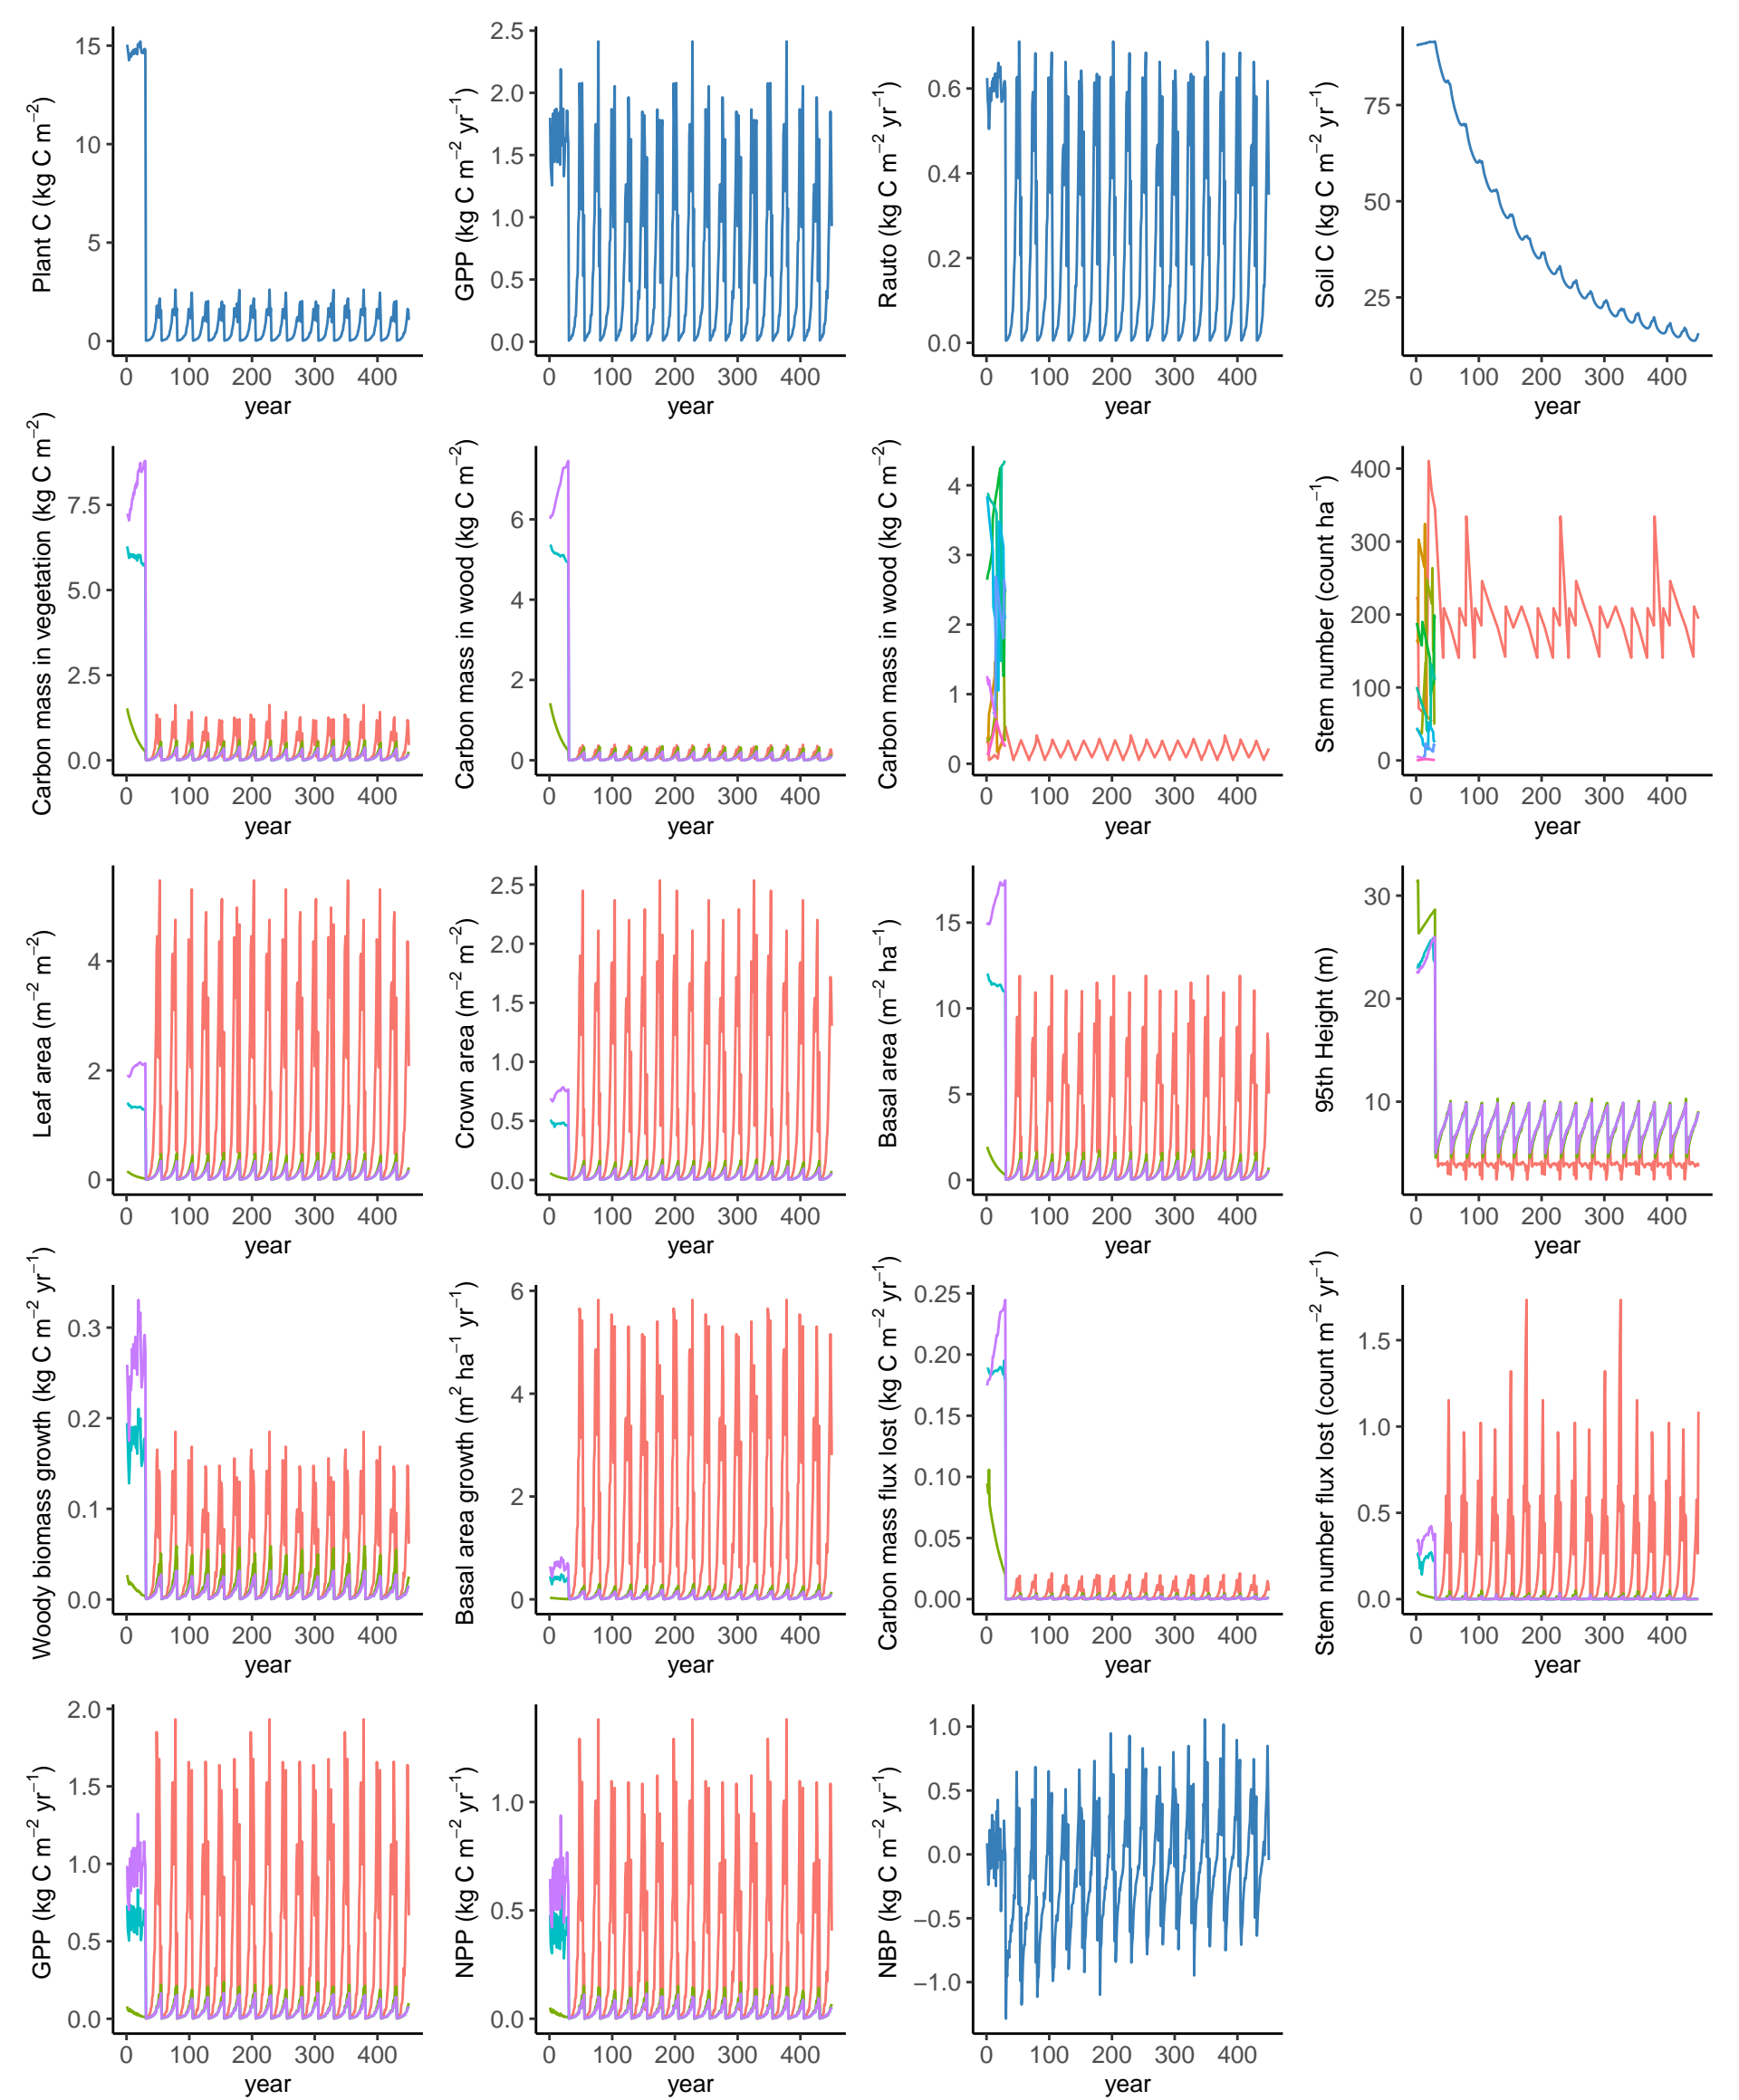 Plant C (kg C m−2)
15
10
5
0
0 100 200 300 400
year
GPP (kg C m−2 yr−1)
2.5
2.0
1.5
1.0
0.5
0.0
0 100 200 300 400
year
Rauto (kg C m−2 yr−1)
0.6
0.4
0.2
0.0
0 100 200 300 400
year
Soil C (kg C m−2 yr−1)
75
50
25
0 100 200 300 400
year
Carbon mass in vegetation (kg C m−2)
7.5
5.0
2.5
0.0
0 100 200 300 400
year
Carbon mass in wood (kg C m−2)
6
4
2
0
0 100 200 300 400
year
Carbon mass in wood (kg C m−2)
4
3
2
1
0
0 100 200 300 400
year
Stem number (count ha−1)
400
300
200
100
0
0 100 200 300 400
year
Leaf area (m−2 m−2)
4
2
0
0 100 200 300 400
year
Crown area (m−2 m−2)
2.5
2.0
1.5
1.0
0.5
0.0
0 100 200 300 400
year
Basal area (m−2 ha−1)
15
10
5
0
0 100 200 300 400
year
95th Height (m)
30
20
10
0 100 200 300 400
year
Woody biomass growth (kg C m−2 yr−1)
0.3
0.2
0.1
0.0
0 100 200 300 400
year
Basal area growth (m2 ha−1 yr−1)
6
4
2
0
0 100 200 300 400
year
Carbon mass flux lost (kg C m−2 yr−1)
0.25
0.20
0.15
0.10
0.05
0.00
0 100 200 300 400
year
Stem number flux lost (count m−2 yr−1)
1.5
1.0
0.5
0.0
0 100 200 300 400
year
GPP (kg C m−2 yr−1)
2.0
1.5
1.0
0.5
0.0
0 100 200 300 400
year
NPP (kg C m−2 yr−1)
1.0
0.5
0.0
0 100 200 300 400
year
NBP (kg C m−2 yr−1)
1.0
0.5
0.0
−0.5
−1.0
0 100 200 300 400
year